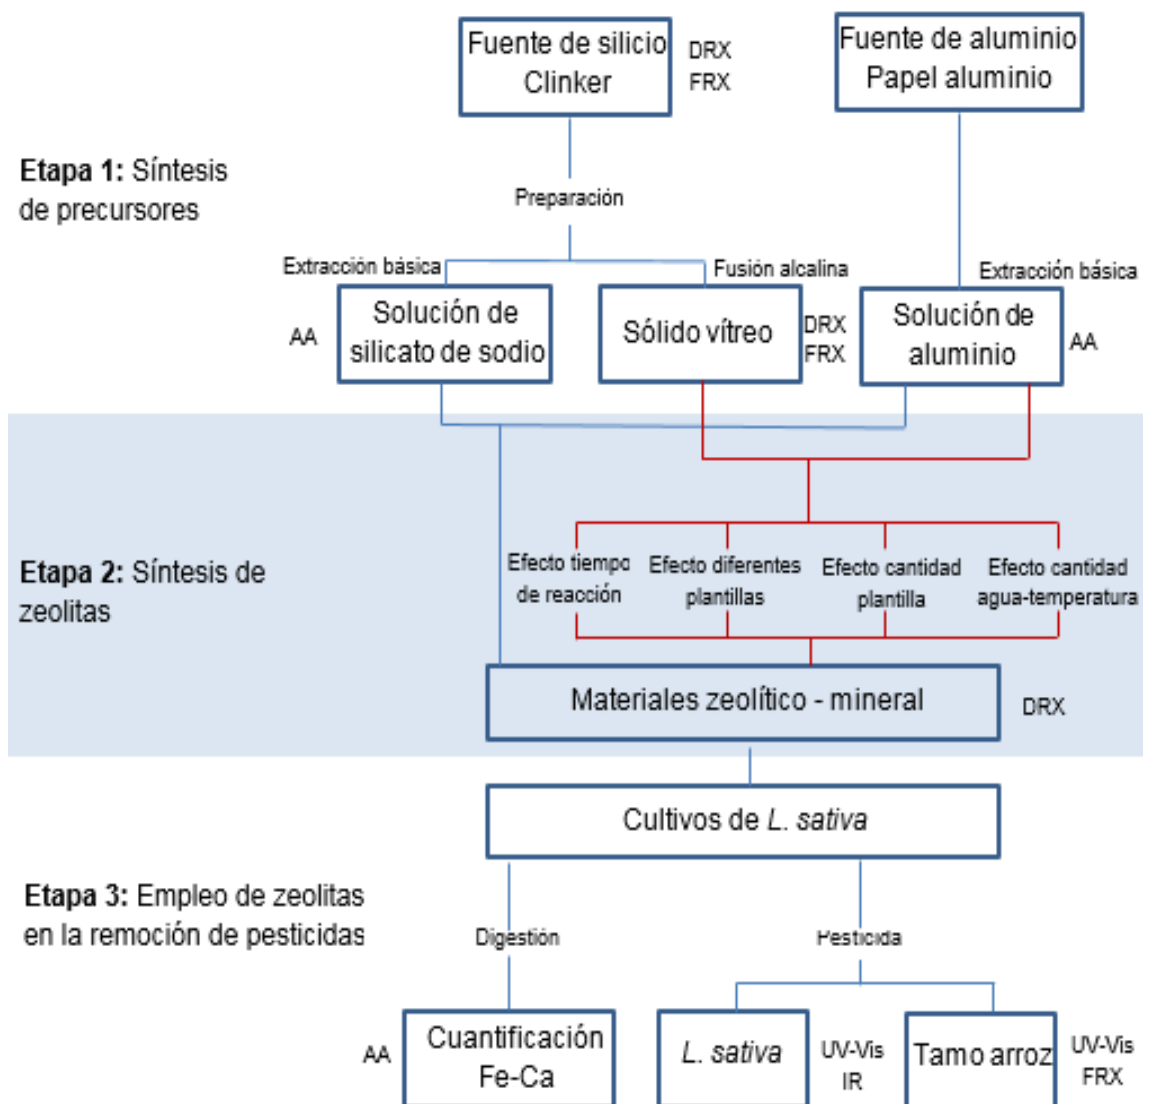 Fuente de silicio
Clinker
DRX
FRX
Fuente de aluminio
Papel aluminio
Etapa 1: Síntesis
de precursores
Preparación
Extracción básica
Fusión alcalina
Extracción básica
AA
Solución de
silicato de sodio
Sólido vítreo
DRX
FRX
Solución de
aluminio
AA
Etapa 2: Síntesis de
zeolitas
Efecto tiempo
de reacción
Efecto diferentes
plantillas
Efecto cantidad
plantilla
Efecto cantidad
agua-temperatura
Materiales zeolítico - mineral
DRX
Cultivos de L. sativa
Etapa 3: Empleo de zeolitas
en la remoción de pesticidas
Digestión
Pesticida
AA
Cuantificación
Fe-Ca
L. sativa
UV-Vis
IR
Tamo arroz
UV-Vis
FRX